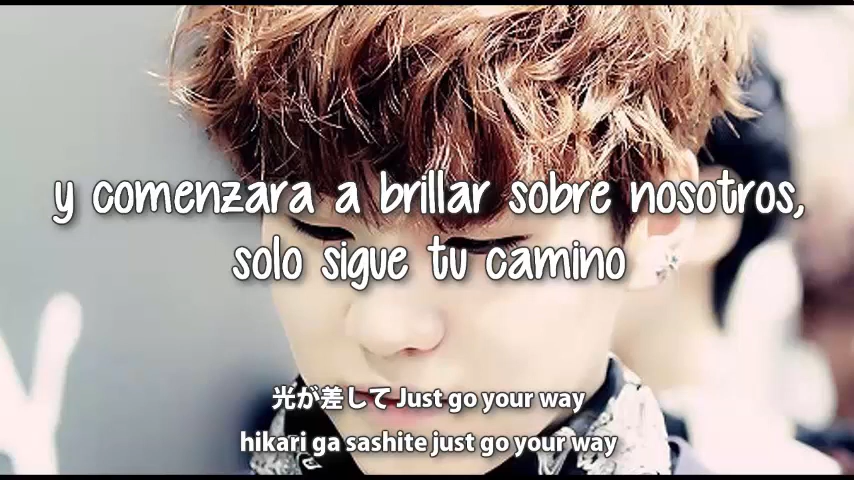 y comenzara a brillar sobre nosotros,
solo sigue tu camino
光が差して Just go your way
hikari ga sashite just go your way